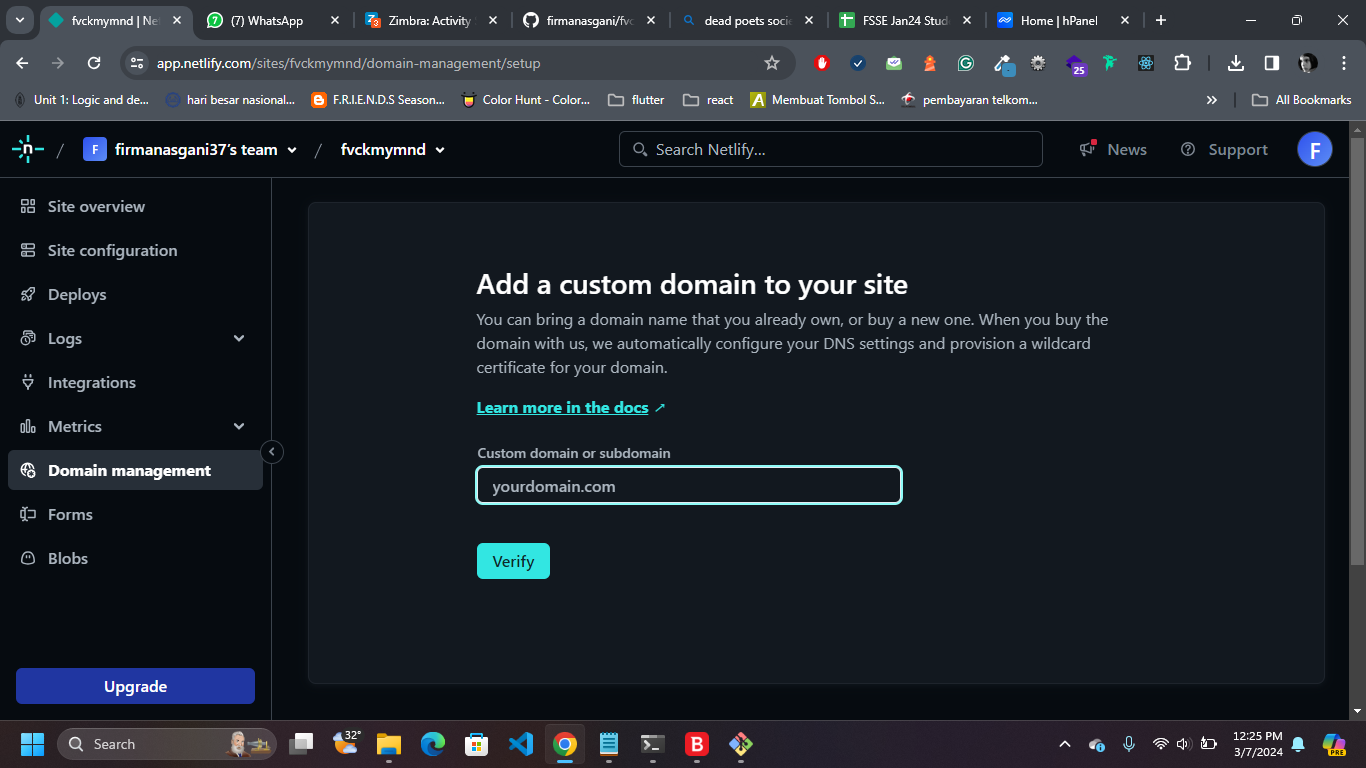 fvckmymnd | Net
(7) WhatsApp
Zimbra: Activity S
firmanasgani/fvc
dead poets socie
FSSE Jan24 Stude
Home | hPanel
app.netlify.com/sites/fvckmymnd/domain-management/setup
25
Unit 1: Logic and de...
hari besar nasional...
F.R.I.E.N.D.S Season...
Color Hunt - Color...
flutter
react
Membuat Tombol S...
pembayaran telkom...
All Bookmarks
F
firmanasgani37's team
/
fvckmymnd
Search Netlify...
News
Support
F
Site overview
Site configuration
Deploys
Logs
Integrations
Metrics
Domain management
Forms
Blobs
Upgrade
Add a custom domain to your site
You can bring a domain name that you already own, or buy a new one. When you buy the
domain with us, we automatically configure your DNS settings and provision a wildcard
certificate for your domain.
Learn more in the docs ↗
Custom domain or subdomain
yourdomain.com
Verify
Search
32°
12:25 PM
3/7/2024
PRE